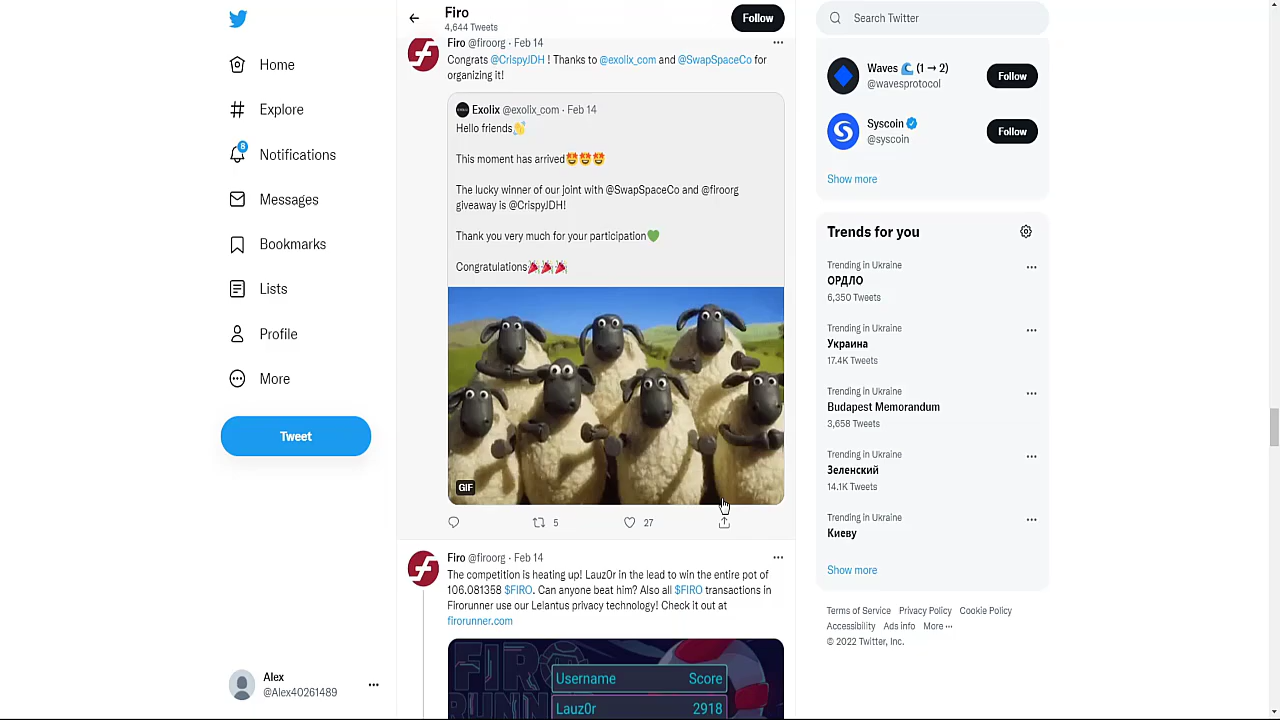 Home
Explore
8
Notifications
Messages
Bookmarks
Lists
Profile
More
Tweet
Alex
@Alex40261489
Firo
4,644 Tweets
Follow
Firo @firoorg · Feb 14
Congrats @CrispyJDH ! Thanks to @exolix_com and @SwapSpaceCo for
organizing it!
Exolix @exolix_com · Feb 14
Hello friends👋
This moment has arrived🤩🤩🤩
The lucky winner of our joint with @SwapSpaceCo and @firoorg
giveaway is @CrispyJDH!
Thank you very much for your participation💚
Congratulations🎉🎉🎉
GIF
5
27
Firo @firoorg · Feb 14
The competition is heating up! Lauz0r in the lead to win the entire pot of
106.081358 $FIRO. Can anyone beat him? Also all $FIRO transactions in
Firorunner use our Lelantus privacy technology! Check it out at
firorunner.com
FIRO
RUNN
Username Score
Lauz0r 2918
Search Twitter
Waves 🌊 (1 → 2)
@wavesprotocol
Follow
Syscoin
@syscoin
Follow
Show more
Trends for you
Trending in Ukraine
ОРДЛО
6,350 Tweets
Trending in Ukraine
Украина
17.4K Tweets
Trending in Ukraine
Budapest Memorandum
3,658 Tweets
Trending in Ukraine
Зеленский
14.1K Tweets
Trending in Ukraine
Киеву
Show more
Terms of Service Privacy Policy Cookie Policy
Accessibility Ads info More ···
© 2022 Twitter, Inc.